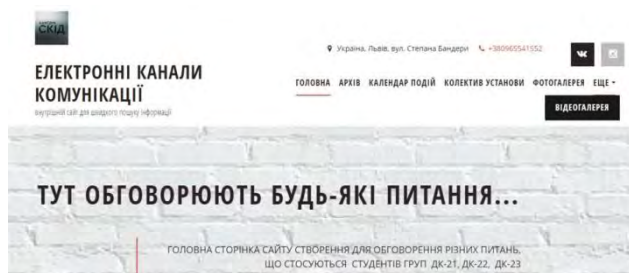 СКІД
Україна, Львів, вул. Степана Бандери +380965541552
ЕЛЕКТРОННІ КАНАЛИ
КОМУНІКАЦІЇ
внутрішній сайт для швидкого пошуку інформації
ГОЛОВНА АРХІВ КАЛЕНДАР ПОДІЙ КОЛЕКТИВ УСТАНОВИ ФОТОГАЛЕРЕЯ ЕЩЕ
ВІДЕОГАЛЕРЕЯ
ТУТ ОБГОВОРЮЮТЬ БУДЬ-ЯКІ ПИТАННЯ...
ГОЛОВНА СТОРІНКА САЙТУ СТВОРЕННЯ ДЛЯ ОБГОВОРЕННЯ РІЗНИХ ПИТАНЬ,
ЩО СТОСУЮТЬСЯ СТУДЕНТІВ ГРУП ДК-21, ДК-22, ДК-23